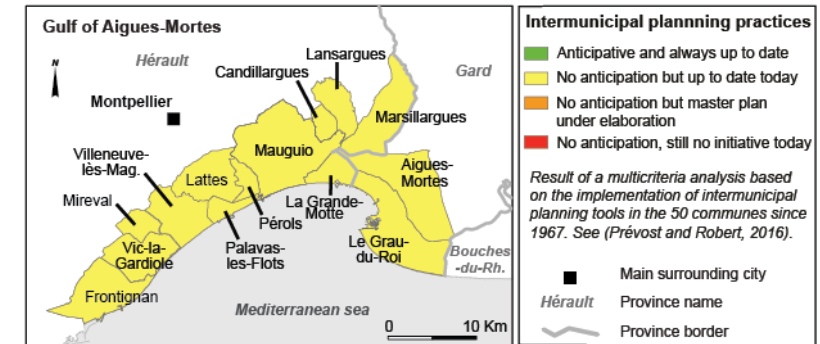 Gulf of Aigues-Mortes
N
Hérault
Lansargues
Candillargues
Gard
Montpellier
Marsillargues
Villeneuve-
lès-Mag.
Mauguio
Aigues-
Mortes
Lattes
Mireval
La Grande-
Motte
Pérols
Vic-la-
Gardiole
Palavas-
les-Flots
Le Grau-
du-Roi
Bouches
-du-Rh.
Frontignan
Mediterranean sea
0 10 Km
Intermunicipal plannning practices
Anticipative and always up to date
No anticipation but up to date today
No anticipation but master plan
under elaboration
No anticipation, still no initiative today
Result of a multicriteria analysis based
on the implementation of intermunicipal
planning tools in the 50 communes since
1967. See (Prévost and Robert, 2016).
Main surrounding city
Hérault Province name
Province border